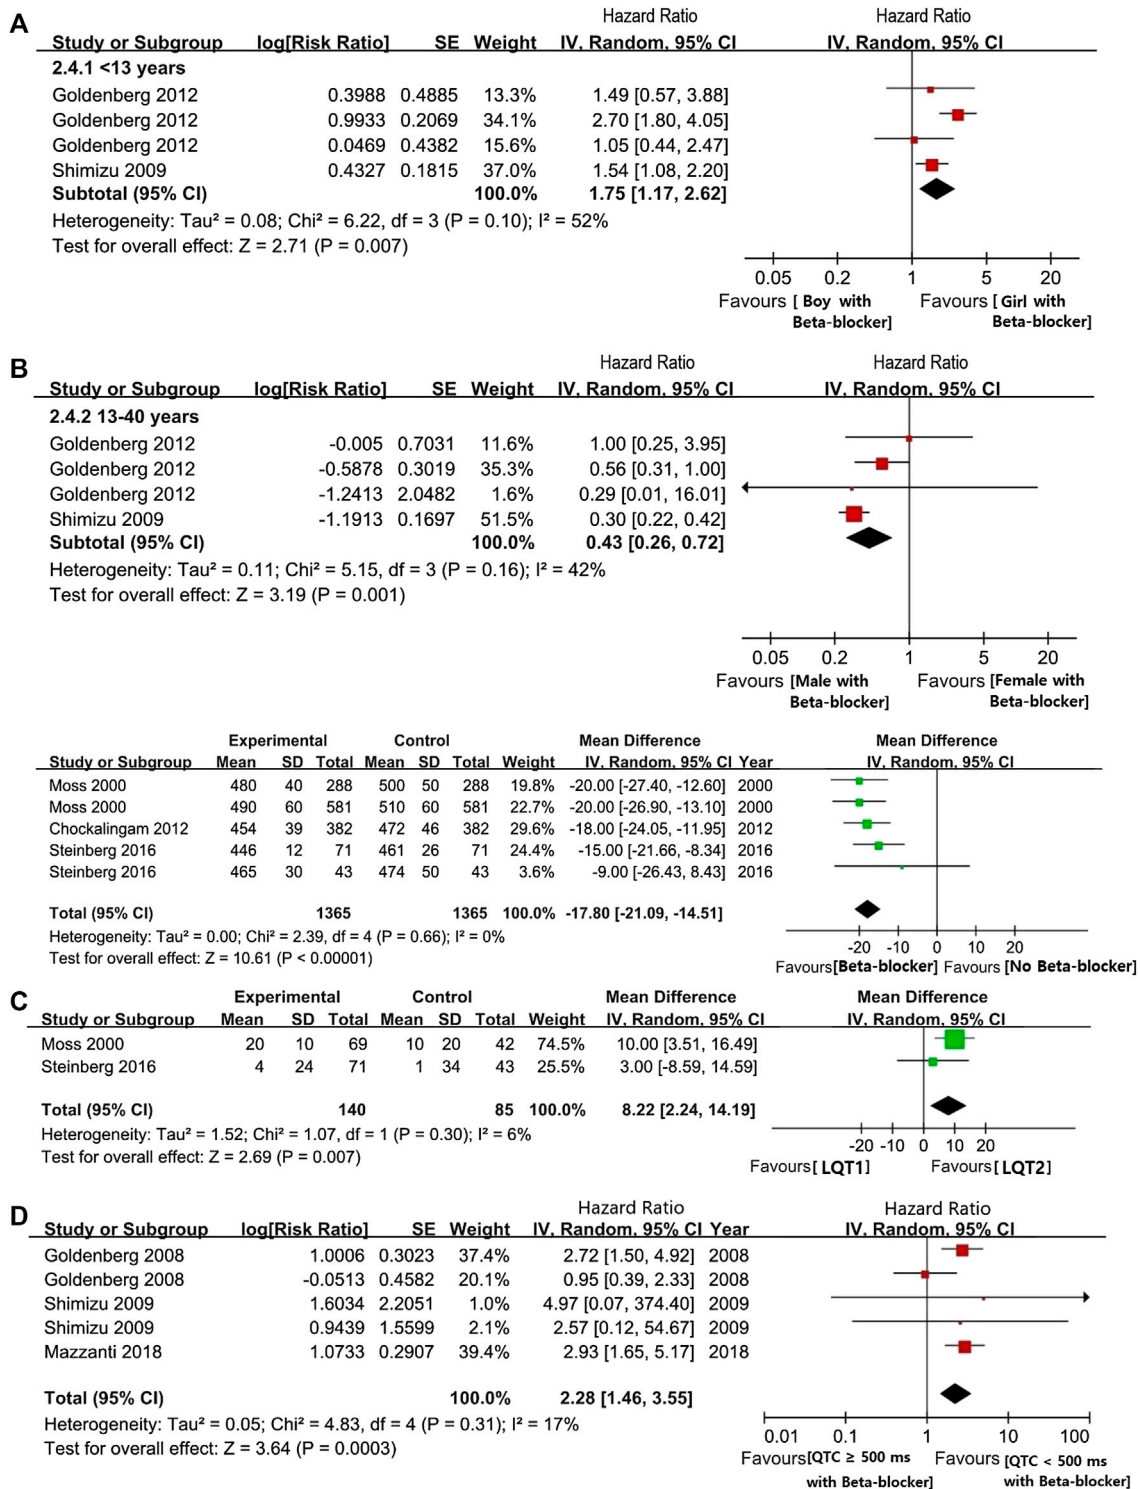 A
Hazard Ratio Hazard Ratio
Study or Subgroup log[Risk Ratio] SE Weight IV, Random, 95% CI IV, Random, 95% CI
2.4.1 <13 years
Goldenberg 2012 0.3988 0.4885 13.3% 1.49 [0.57, 3.88]
Goldenberg 2012 0.9933 0.2069 34.1% 2.70 [1.80, 4.05]
Goldenberg 2012 0.0469 0.4382 15.6% 1.05 [0.44, 2.47]
Shimizu 2009 0.4327 0.1815 37.0% 1.54 [1.08, 2.20]
Subtotal (95% CI) 100.0% 1.75 [1.17, 2.62]
Heterogeneity: Tau² = 0.08; Chi² = 6.22, df = 3 (P = 0.10); I² = 52%
Test for overall effect: Z = 2.71 (P = 0.007)
0.05 0.2 1 5 20
Favours [ Boy with Favours [ Girl with
Beta-blocker] Beta-blocker]
B
Hazard Ratio Hazard Ratio
Study or Subgroup log[Risk Ratio] SE Weight IV, Random, 95% CI IV, Random, 95% CI
2.4.2 13-40 years
Goldenberg 2012 -0.005 0.7031 11.6% 1.00 [0.25, 3.95]
Goldenberg 2012 -0.5878 0.3019 35.3% 0.56 [0.31, 1.00]
Goldenberg 2012 -1.2413 2.0482 1.6% 0.29 [0.01, 16.01]
Shimizu 2009 -1.1913 0.1697 51.5% 0.30 [0.22, 0.42]
Subtotal (95% CI) 100.0% 0.43 [0.26, 0.72]
Heterogeneity: Tau² = 0.11; Chi² = 5.15, df = 3 (P = 0.16); I² = 42%
Test for overall effect: Z = 3.19 (P = 0.001)
0.05 0.2 1 5 20
Favours [Male with Favours [Female with
Beta-blocker] Beta-blocker]
Experimental Control Mean Difference Mean Difference
Study or Subgroup Mean SD Total Mean SD Total Weight IV, Random, 95% CI Year IV, Random, 95% CI
Moss 2000 480 40 288 500 50 288 19.8% -20.00 [-27.40, -12.60] 2000
Moss 2000 490 60 581 510 60 581 22.7% -20.00 [-26.90, -13.10] 2000
Chockalingam 2012 454 39 382 472 46 382 29.6% -18.00 [-24.05, -11.95] 2012
Steinberg 2016 446 12 71 461 26 71 24.4% -15.00 [-21.66, -8.34] 2016
Steinberg 2016 465 30 43 474 50 43 3.6% -9.00 [-26.43, 8.43] 2016
Total (95% CI) 1365 1365 100.0% -17.80 [-21.09, -14.51]
Heterogeneity: Tau² = 0.00; Chi² = 2.39, df = 4 (P = 0.66); I² = 0%
Test for overall effect: Z = 10.61 (P < 0.00001)
-20 -10 0 10 20
Favours[Beta-blocker] Favours [No Beta-blocker]
C
Experimental Control Mean Difference Mean Difference
Study or Subgroup Mean SD Total Mean SD Total Weight IV, Random, 95% CI IV, Random, 95% CI
Moss 2000 20 10 69 10 20 42 74.5% 10.00 [3.51, 16.49]
Steinberg 2016 4 24 71 1 34 43 25.5% 3.00 [-8.59, 14.59]
Total (95% CI) 140 85 100.0% 8.22 [2.24, 14.19]
Heterogeneity: Tau² = 1.52; Chi² = 1.07, df = 1 (P = 0.30); I² = 6%
Test for overall effect: Z = 2.69 (P = 0.007)
-20 -10 0 10 20
Favours[ LQT1] Favours[ LQT2]
D
Hazard Ratio Hazard Ratio
Study or Subgroup log[Risk Ratio] SE Weight IV, Random, 95% CI Year IV, Random, 95% CI
Goldenberg 2008 1.0006 0.3023 37.4% 2.72 [1.50, 4.92] 2008
Goldenberg 2008 -0.0513 0.4582 20.1% 0.95 [0.39, 2.33] 2008
Shimizu 2009 1.6034 2.2051 1.0% 4.97 [0.07, 374.40] 2009
Shimizu 2009 0.9439 1.5599 2.1% 2.57 [0.12, 54.67] 2009
Mazzanti 2018 1.0733 0.2907 39.4% 2.93 [1.65, 5.17] 2018
Total (95% CI) 100.0% 2.28 [1.46, 3.55]
Heterogeneity: Tau² = 0.05; Chi² = 4.83, df = 4 (P = 0.31); I² = 17%
Test for overall effect: Z = 3.64 (P = 0.0003)
0.01 0.1 1 10 100
Favours[QTC ≥ 500 ms Favours [QTC < 500 ms
with Beta-blocker] with Beta-blocker]